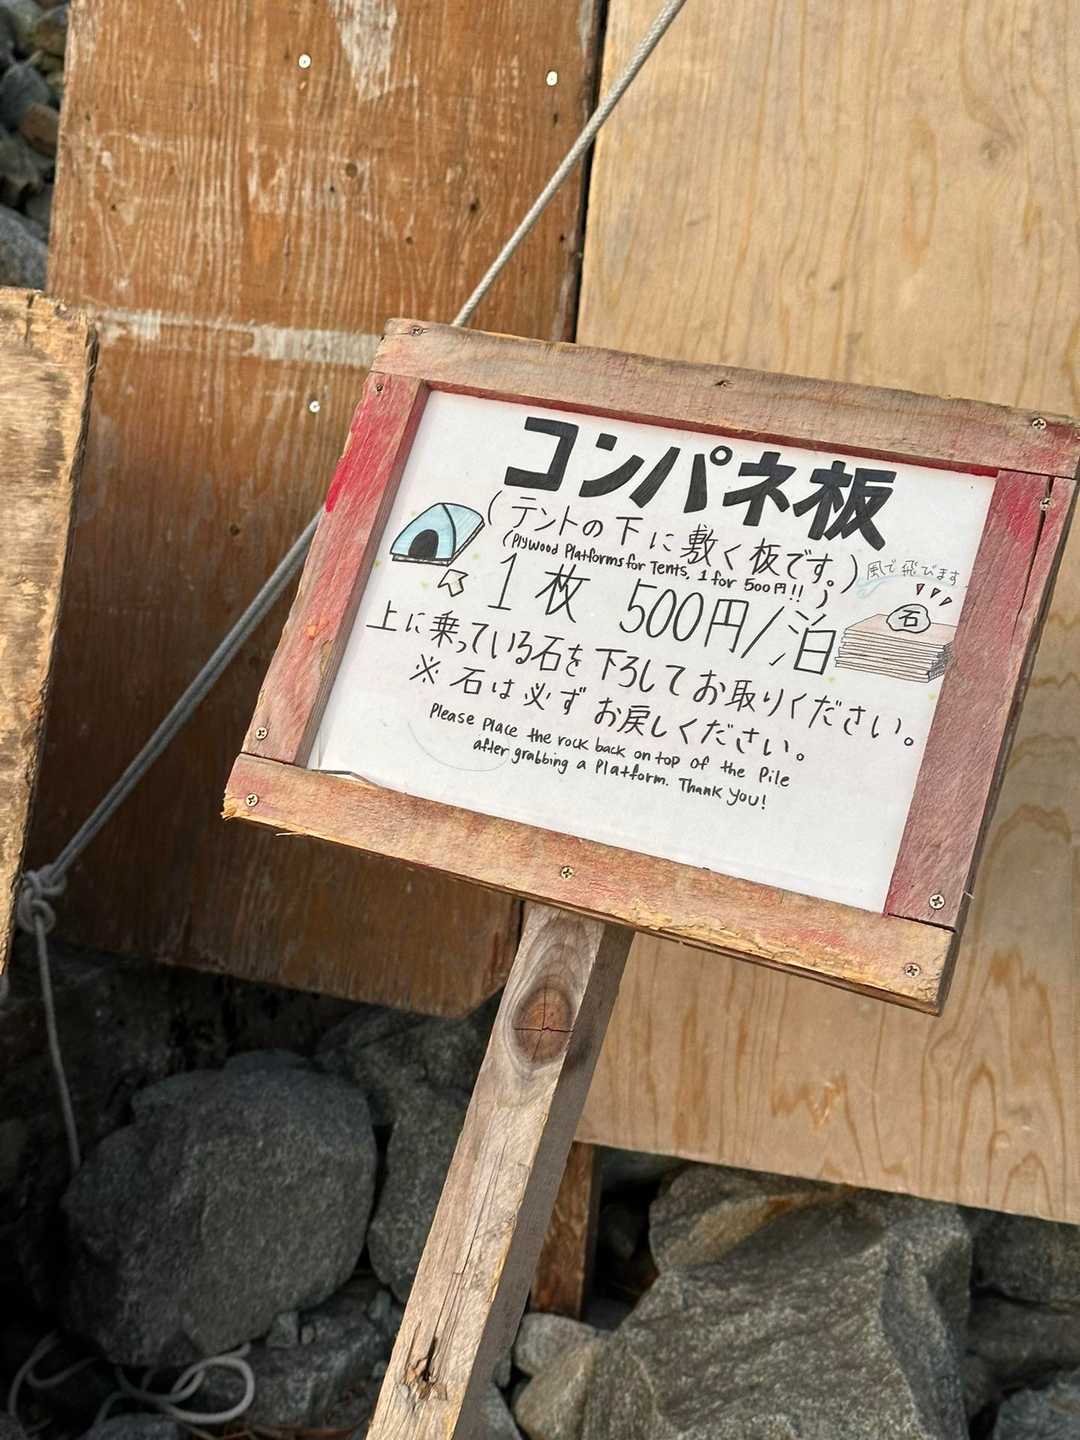 コンパネ板
(テントの下に敷く板です。)
(Plywood Platforms for Tents, 1 for 500円!!)
風で飛びます
1枚 500円/泊
石
上に乗っている石を下ろしてお取りください。
※石は必ずお戻しください。
Please Place the rock back on top of the Pile
after grabbing a Platform. Thank you!